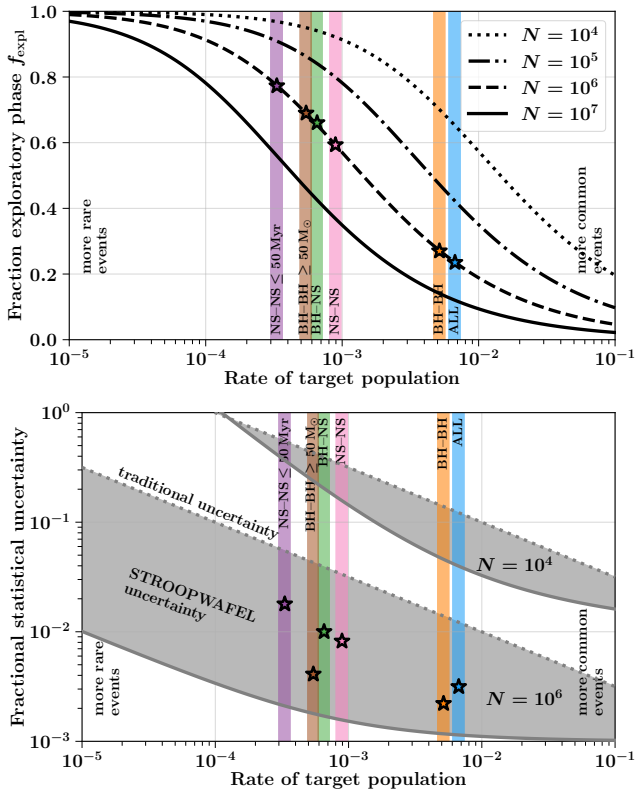 Fraction exploratory phase f_expl
1.0
0.8
0.6
0.4
0.2
0.0
N = 10^4
N = 10^5
N = 10^6
N = 10^7
more rare
events
NS–NS ≤ 50 Myr
BH–BH ≥ 50 M_⊙
BH–NS
NS–NS
BH–BH
ALL
more common
events
10^−5
10^−4
10^−3
10^−2
10^−1
Rate of target population
Fractional statistical uncertainty
10^0
10^−1
10^−2
10^−3
NS–NS ≤ 50 Myr
BH–BH ≥ 50 M_⊙
BH–NS
NS–NS
BH–BH
ALL
traditional uncertainty
STROOPWAFEL
uncertainty
N = 10^4
N = 10^6
more rare
events
more common
events
10^−5
10^−4
10^−3
10^−2
10^−1
Rate of target population